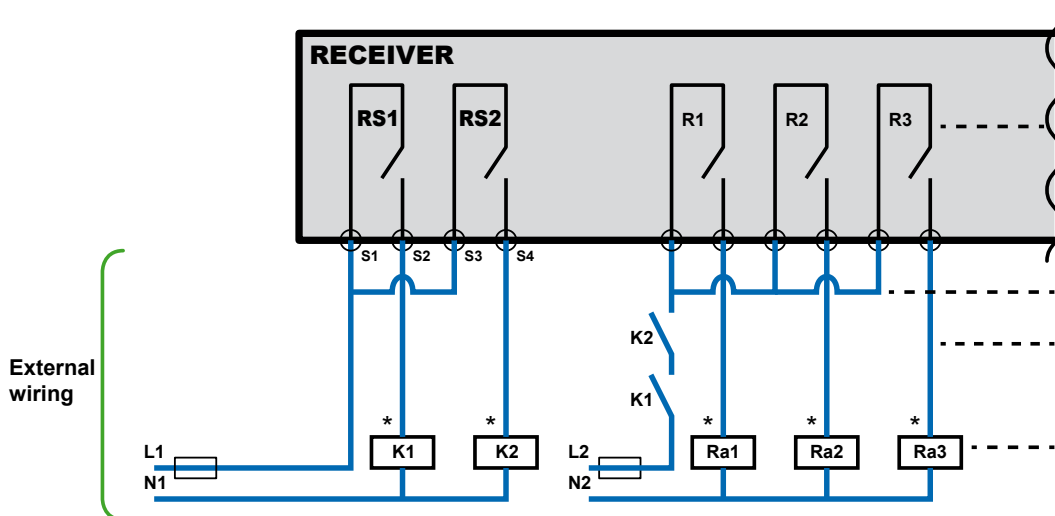 RECEIVER
RS1 RS2 R1 R2 R3
S1 S2 S3 S4
K2
External
wiring
K1
* * * * *
L1 K1 K2 L2 Ra1 Ra2 Ra3
N1 N2